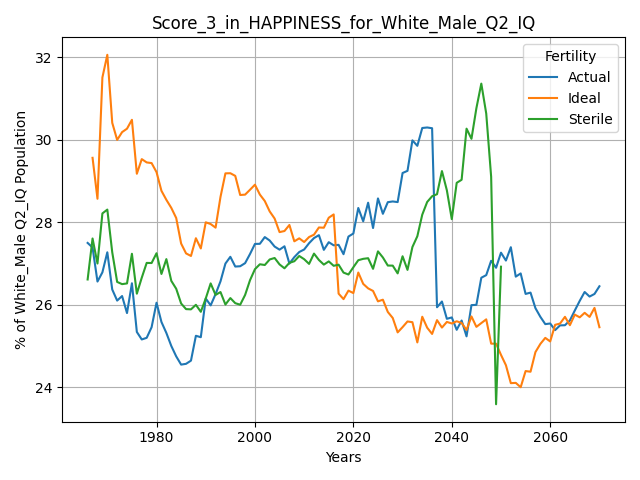 Score_3_in_HAPPINESS_for_White_Male_Q2_IQ
% of White_Male Q2_IQ Population
32
30
28
26
24
Fertility
Actual
Ideal
Sterile
1980 2000 2020 2040 2060
Years